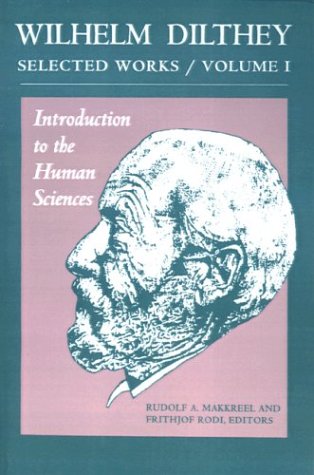 WILHELM DILTHEY
SELECTED WORKS / VOLUME I
Introduction
to the
Human
Sciences
RUDOLF A. MAKKREEL AND
FRITHJOF RODI, EDITORS